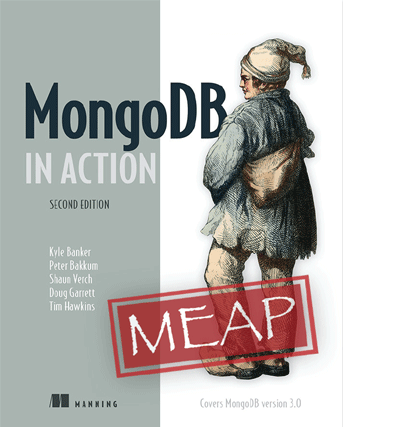 MongoDB
IN ACTION
SECOND EDITION
Kyle Banker
Peter Bakkum
Shaun Verch
Doug Garrett
Tim Hawkins
MEAP
MANNING
Covers MongoDB version 3.0